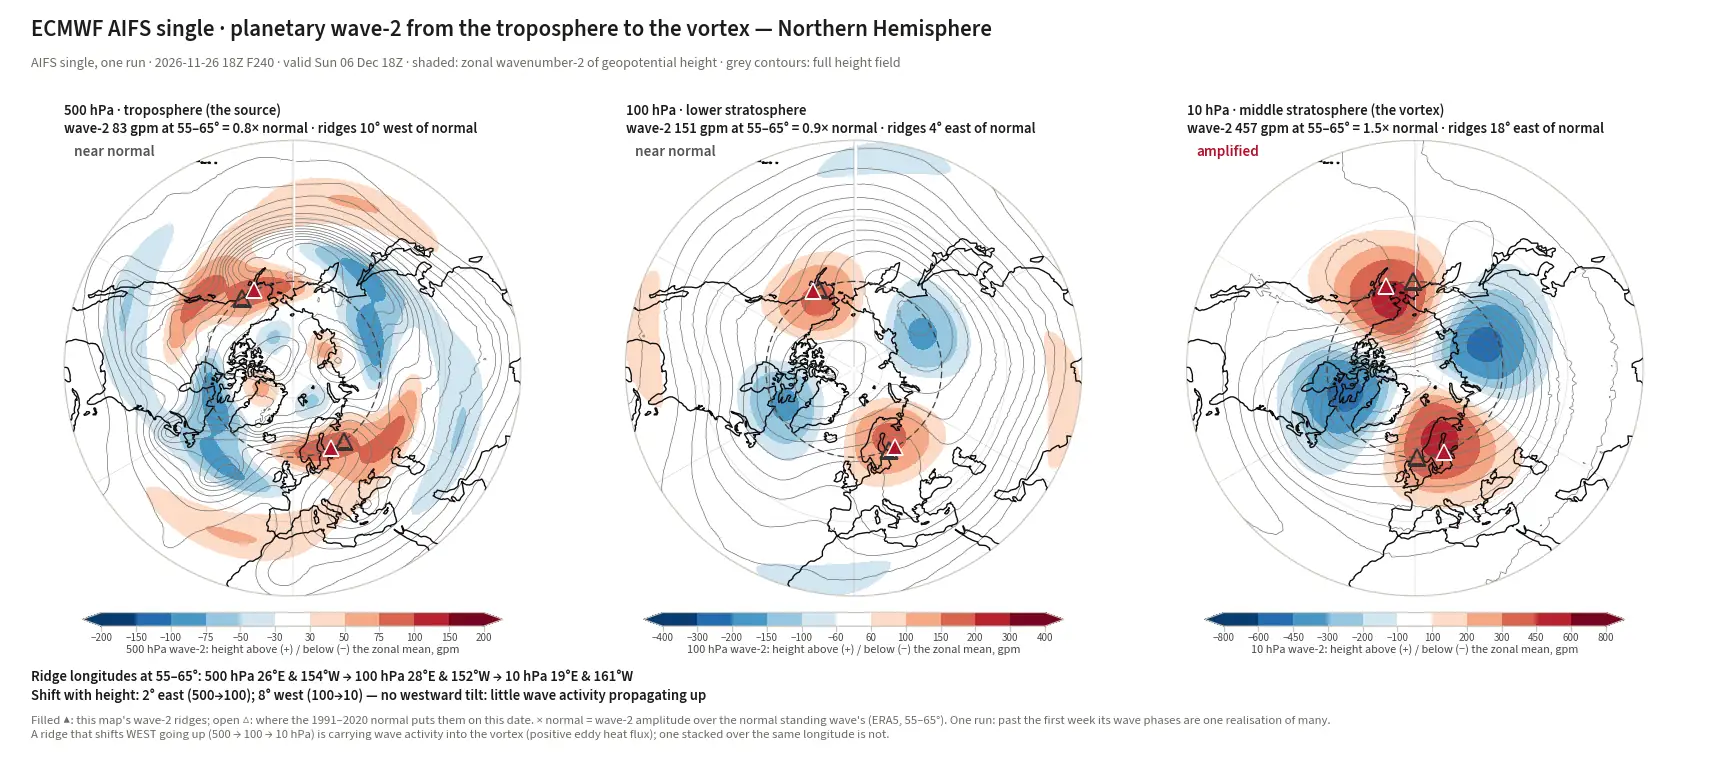 ECMWF AIFS single · planetary wave-2 from the troposphere to the vortex — Northern Hemisphere
AIFS single, one run · 2026-11-26 18Z F240 · valid Sun 06 Dec 18Z · shaded: zonal wavenumber-2 of geopotential height · grey contours: full height field
500 hPa · troposphere (the source)
wave-2 83 gpm at 55–65° = 0.8× normal · ridges 10° west of normal
near normal
100 hPa · lower stratosphere
wave-2 151 gpm at 55–65° = 0.9× normal · ridges 4° east of normal
near normal
10 hPa · middle stratosphere (the vortex)
wave-2 457 gpm at 55–65° = 1.5× normal · ridges 18° east of normal
amplified
−200 −150 −100 −75 −50 −30 30 50 75 100 150 200
500 hPa wave-2: height above (+) / below (−) the zonal mean, gpm
−400 −300 −200 −150 −100 −60 60 100 150 200 300 400
100 hPa wave-2: height above (+) / below (−) the zonal mean, gpm
−800 −600 −450 −300 −200 −100 100 200 300 450 600 800
10 hPa wave-2: height above (+) / below (−) the zonal mean, gpm
Ridge longitudes at 55–65°: 500 hPa 26°E & 154°W → 100 hPa 28°E & 152°W → 10 hPa 19°E & 161°W
Shift with height: 2° east (500→100); 8° west (100→10) — no westward tilt: little wave activity propagating up
Filled ▲: this map's wave-2 ridges; open △: where the 1991–2020 normal puts them on this date. × normal = wave-2 amplitude over the normal standing wave's (ERA5, 55–65°). One run: past the first week its wave phases are one realisation of many.
A ridge that shifts WEST going up (500 → 100 → 10 hPa) is carrying wave activity into the vortex (positive eddy heat flux); one stacked over the same longitude is not.